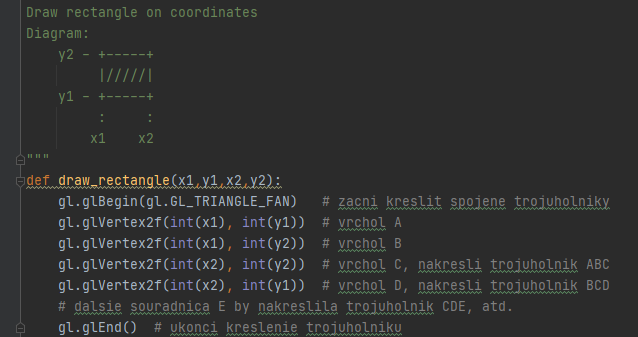 Draw rectangle on coordinates
Diagram:
    y2 - +-----+
         |/////|
    y1 - +-----+
         :     :
        x1    x2
"""
def draw_rectangle(x1,y1,x2,y2):
    gl.glBegin(gl.GL_TRIANGLE_FAN)   # zacni kreslit spojene trojuholniky
    gl.glVertex2f(int(x1), int(y1))  # vrchol A
    gl.glVertex2f(int(x1), int(y2))  # vrchol B
    gl.glVertex2f(int(x2), int(y2))  # vrchol C, nakresli trojuholnik ABC
    gl.glVertex2f(int(x2), int(y1))  # vrchol D, nakresli trojuholnik BCD
    # dalsie souradnica E by nakreslila trojuholnik CDE, atd.
    gl.glEnd()  # ukonci kreslenie trojuholniku